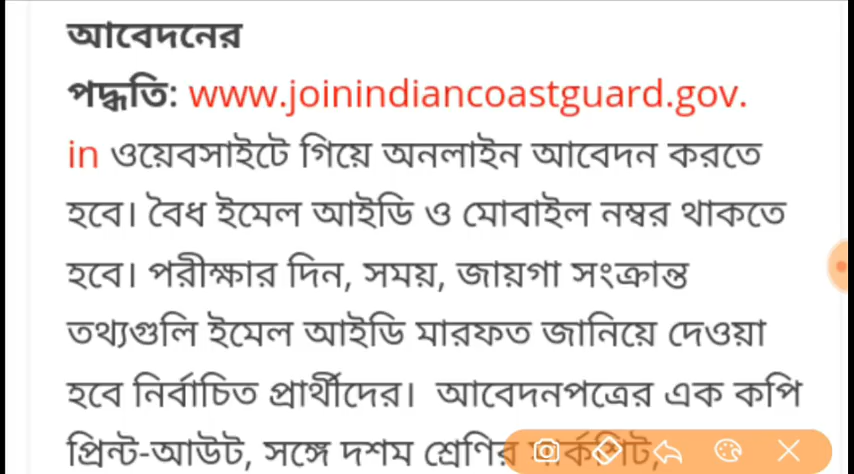 আবেদনের
পদ্ধতি: www.joinindiancoastguard.gov.
in ওয়েবসাইটে গিয়ে অনলাইন আবেদন করতে
হবে। বৈধ ইমেল আইডি ও মোবাইল নম্বর থাকতে
হবে। পরীক্ষার দিন, সময়, জায়গা সংক্রান্ত
তথ্যগুলি ইমেল আইডি মারফত জানিয়ে দেওয়া
হবে নির্বাচিত প্রার্থীদের। আবেদনপত্রের এক কপি
প্রিন্ট-আউট, সঙ্গে দশম শ্রেণির